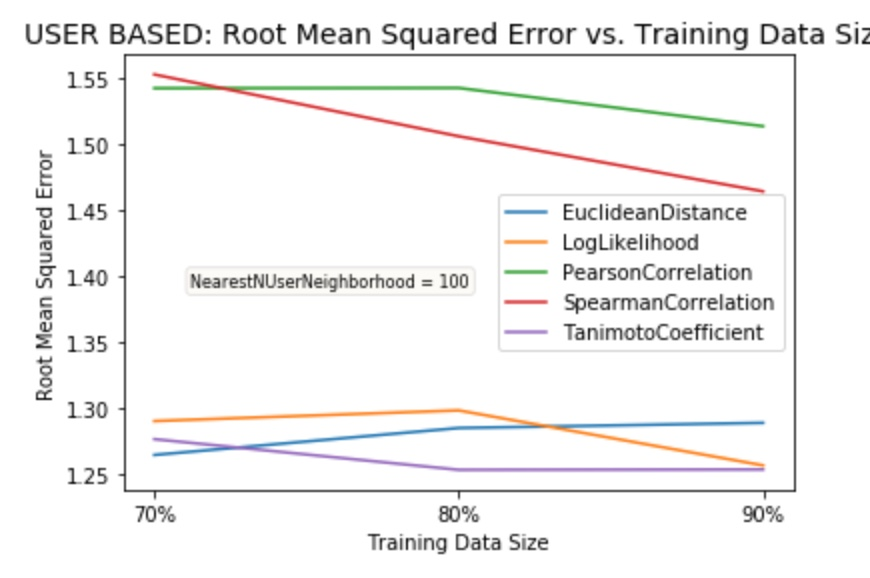 USER BASED: Root Mean Squared Error vs. Training Data Siz
1.55
1.50
1.45
1.40
1.35
1.30
1.25
Root Mean Squared Error
NearestNUserNeighborhood = 100
EuclideanDistance
LogLikelihood
PearsonCorrelation
SpearmanCorrelation
TanimotoCoefficient
70%
80%
90%
Training Data Size